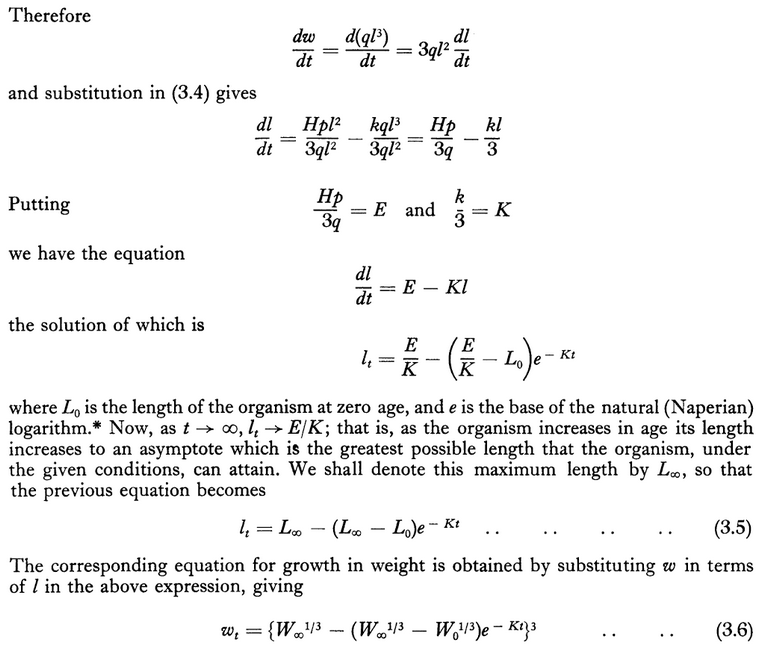 Therefore
dw/dt = d(ql³)/dt = 3ql² dl/dt
and substitution in (3.4) gives
dl/dt = Hpl²/3ql² − kql³/3ql² = Hp/3q − kl/3
Putting Hp/3q = E and k/3 = K
we have the equation
dl/dt = E − Kl
the solution of which is
lₜ = E/K − (E/K − L₀)e^(− Kt)
where L₀ is the length of the organism at zero age, and e is the base of the natural (Naperian)
logarithm.* Now, as t → ∞, lₜ → E/K; that is, as the organism increases in age its length
increases to an asymptote which is the greatest possible length that the organism, under
the given conditions, can attain. We shall denote this maximum length by L∞, so that
the previous equation becomes
lₜ = L∞ − (L∞ − L₀)e^(− Kt) .. .. .. .. (3.5)
The corresponding equation for growth in weight is obtained by substituting w in terms
of l in the above expression, giving
wₜ = {W∞^(1/3) − (W∞^(1/3) − W₀^(1/3))e^(− Kt)}³ .. .. (3.6)